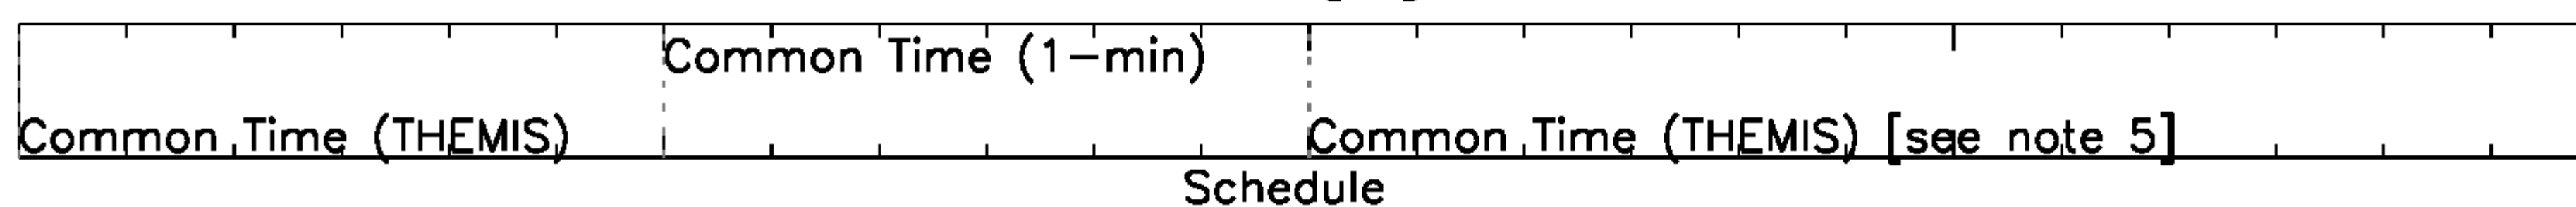 Common Time (1-min)
Common Time (THEMIS)
Common Time (THEMIS) [see note 5]
Schedule